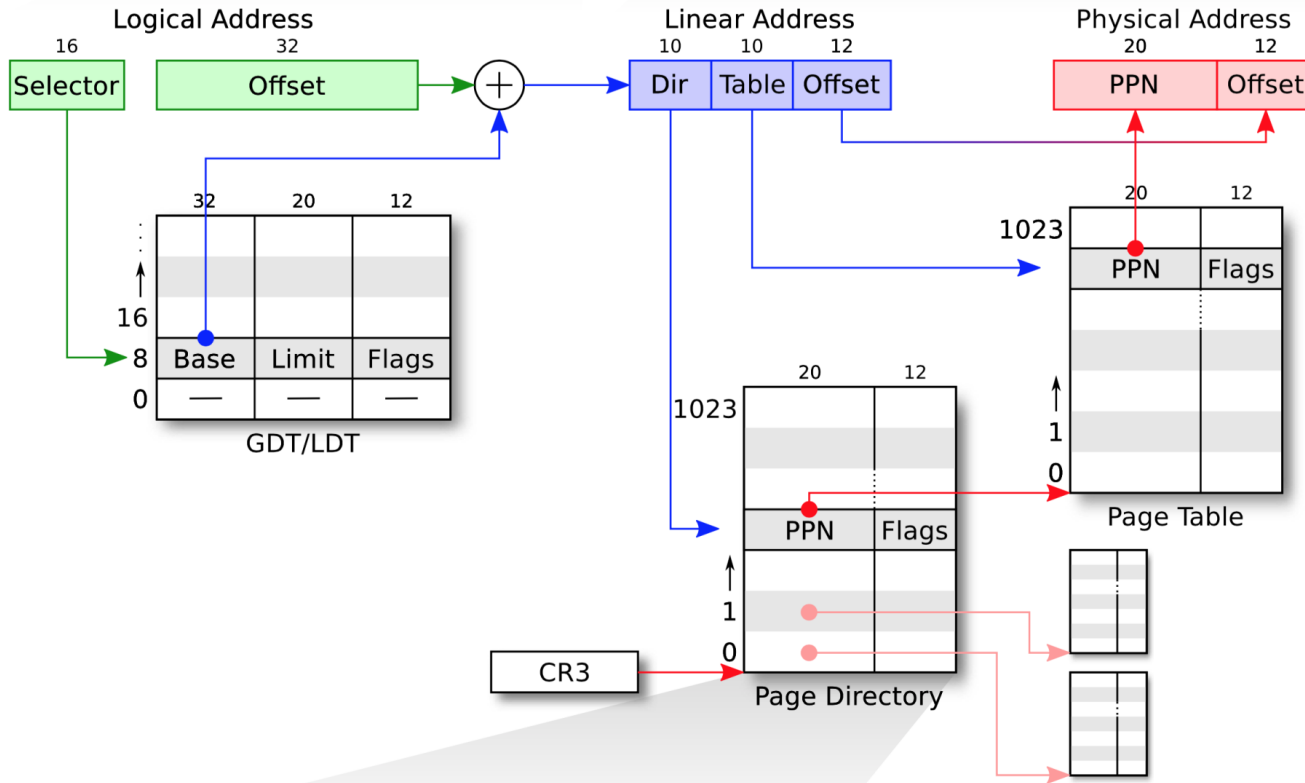 Logical Address
Linear Address
Physical Address
16
32
10
10
12
20
12
Selector
Offset
+
Dir
Table
Offset
PPN
Offset
32
20
12
16
8
0
Base
Limit
Flags
GDT/LDT
20
12
1023
PPN
Flags
1
0
Page Table
20
12
1023
PPN
Flags
1
0
CR3
Page Directory